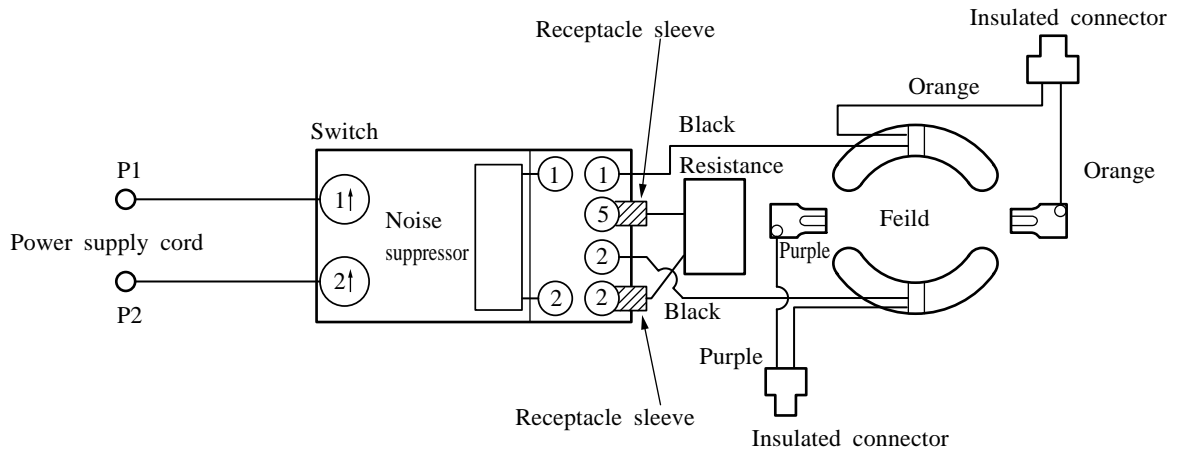 Insulated connector
Receptacle sleeve
Orange
Black
Switch
Resistance
P1
1
1
Orange
1↑
5
Noise
Feild
Power supply cord
suppressor
Purple
2
2↑
2
2
P2
Black
Purple
Receptacle sleeve
Insulated connector